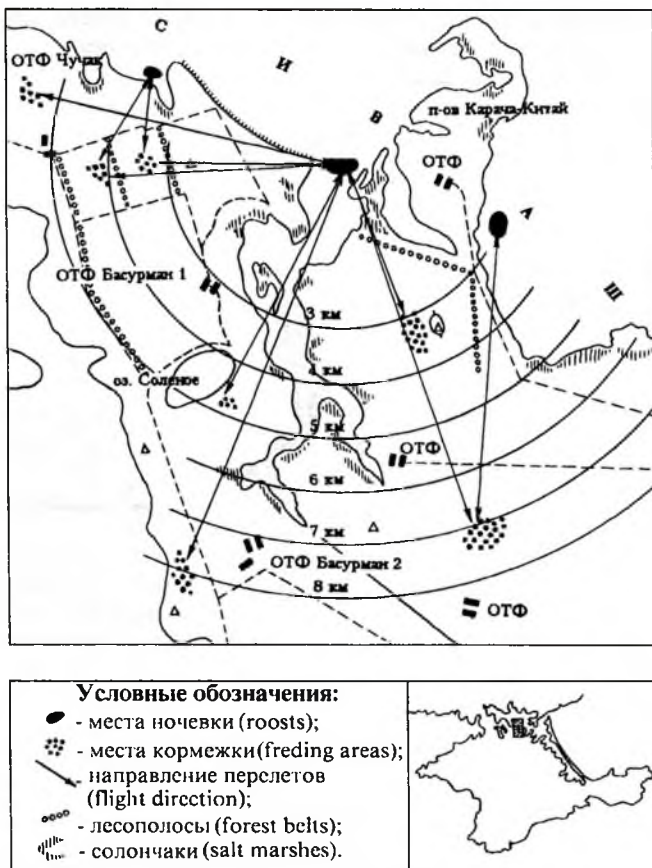 С
ОТФ Чучак
И
п-ов Карача-Китай
В
ОТФ
А
ОТФ Басурман 1
Ш
3 км
4 км
оз. Соленое
5 км
ОТФ
6 км
7 км
ОТФ Басурман 2
8 км
ОТФ
Условные обозначения:
- места ночевки (roosts);
- места кормежки (freding areas);
- направление перелетов
(flight direction);
- лесополосы (forest belts);
- солончаки (salt marshes).